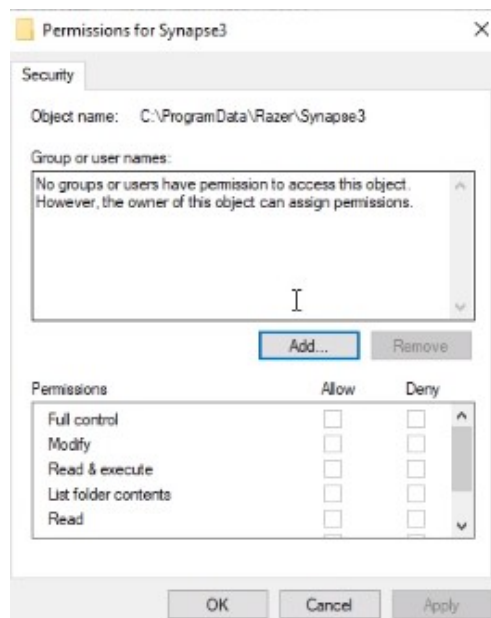 Permissions for Synapse3
Security
Object name: C:\ProgramData\Razer\Synapse3
Group or user names:
No groups or users have permission to access this object.
However, the owner of this object can assign permissions.
Add...
Remove
Permissions Allow Deny
Full control
Modify
Read & execute
List folder contents
Read
OK
Cancel
Apply